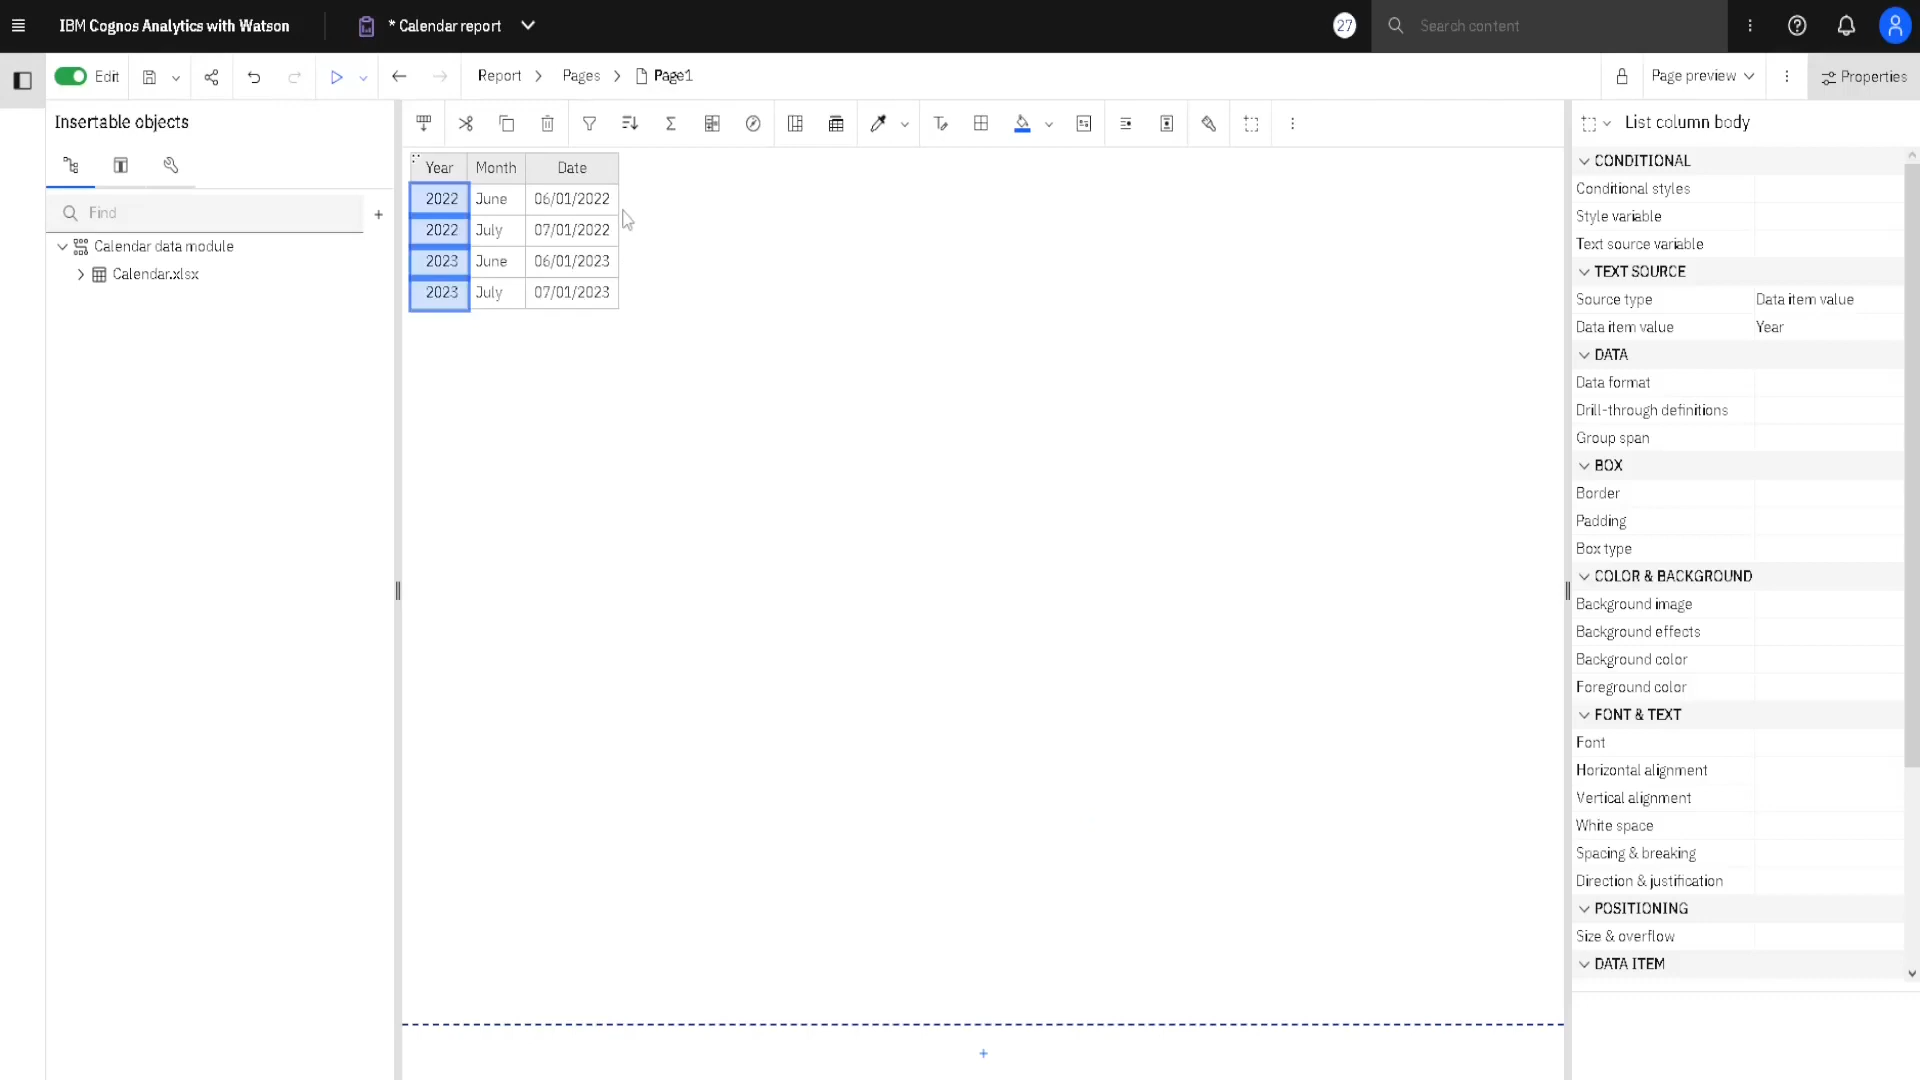 IBM Cognos Analytics with Watson
* Calendar report
27
Search content
Edit
Report
Pages
Page1
Page preview
Properties
Insertable objects
Find
Calendar data module
Calendar.xlsx
Year Month Date
2022 June 06/01/2022
2022 July 07/01/2022
2023 June 06/01/2023
2023 July 07/01/2023
List column body
CONDITIONAL
Conditional styles
Style variable
Text source variable
TEXT SOURCE
Source type Data item value
Data item value Year
DATA
Data format
Drill-through definitions
Group span
BOX
Border
Padding
Box type
COLOR & BACKGROUND
Background image
Background effects
Background color
Foreground color
FONT & TEXT
Font
Horizontal alignment
Vertical alignment
White space
Spacing & breaking
Direction & justification
POSITIONING
Size & overflow
DATA ITEM